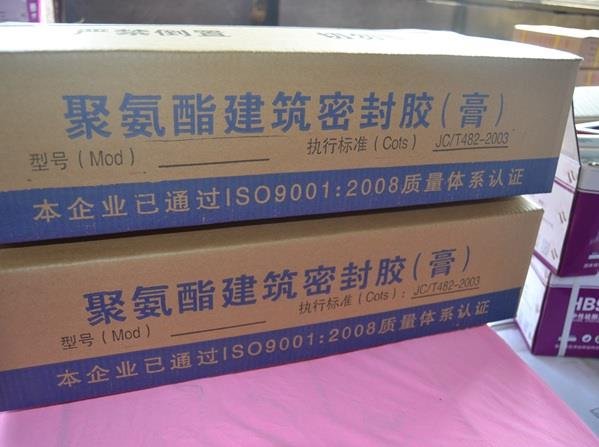 严禁倒置
聚氨酯建筑密封胶(膏)
型号(Mod)
执行标准(Cots) JC/T482-2003
本企业已通过ISO9001:2008质量体系认证
聚氨酯建筑密封胶(膏)
型号(Mod)
执行标准(Cots): JC/T482-2003
本企业已通过ISO9001:2008质量体系认证
HBS